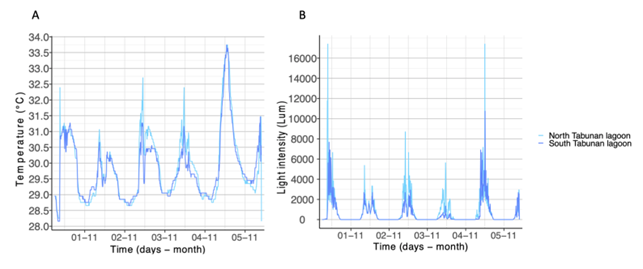 A
B
34.0
33.5
33.0
32.5
32.0
31.5
31.0
30.5
30.0
29.5
29.0
28.5
28.0
Temperature (°C)
01-11 02-11 03-11 04-11 05-11
Time (days – month)
16000
14000
12000
10000
8000
6000
4000
2000
0
Light intensity (Lum)
01-11 02-11 03-11 04-11 05-11
Time (days – month)
North Tabunan lagoon
South Tabunan lagoon